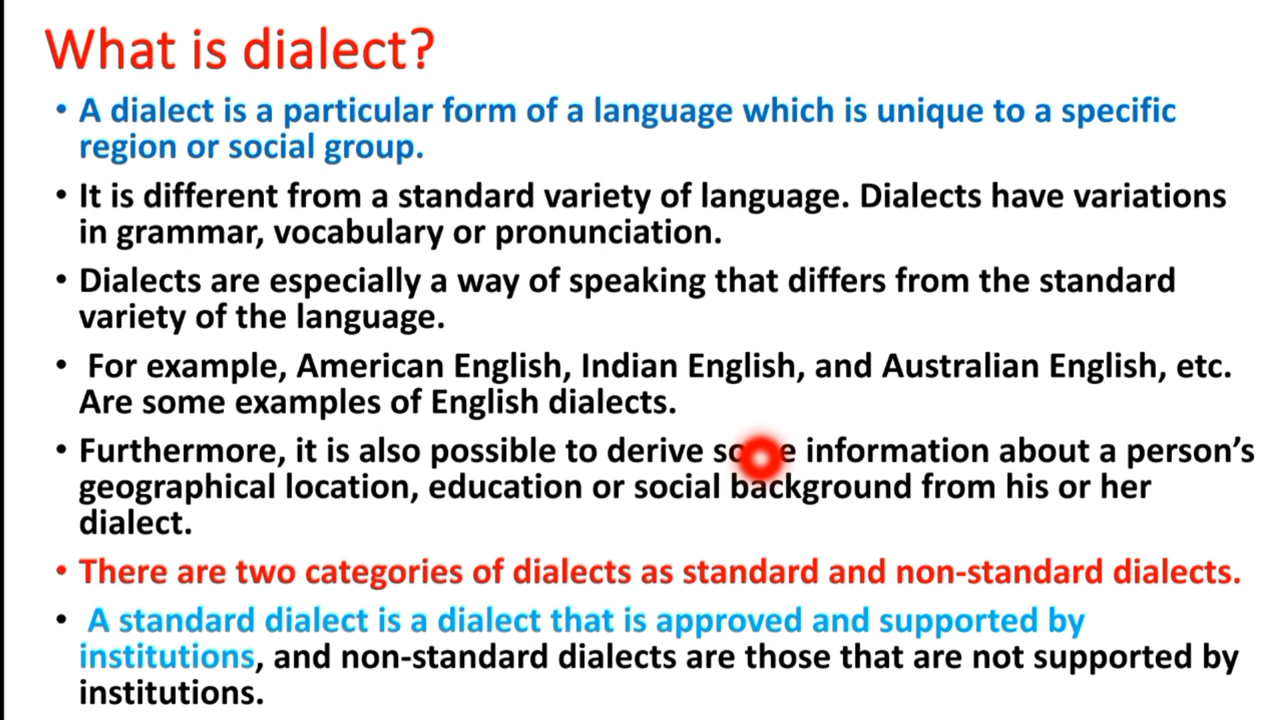 What is dialect?
• A dialect is a particular form of a language which is unique to a specific
region or social group.
• It is different from a standard variety of language. Dialects have variations
in grammar, vocabulary or pronunciation.
• Dialects are especially a way of speaking that differs from the standard
variety of the language.
• For example, American English, Indian English, and Australian English, etc.
Are some examples of English dialects.
• Furthermore, it is also possible to derive information about a person’s
geographical location, education or social background from his or her
dialect.
• There are two categories of dialects as standard and non-standard dialects.
• A standard dialect is a dialect that is approved and supported by
institutions, and non-standard dialects are those that are not supported by
institutions.